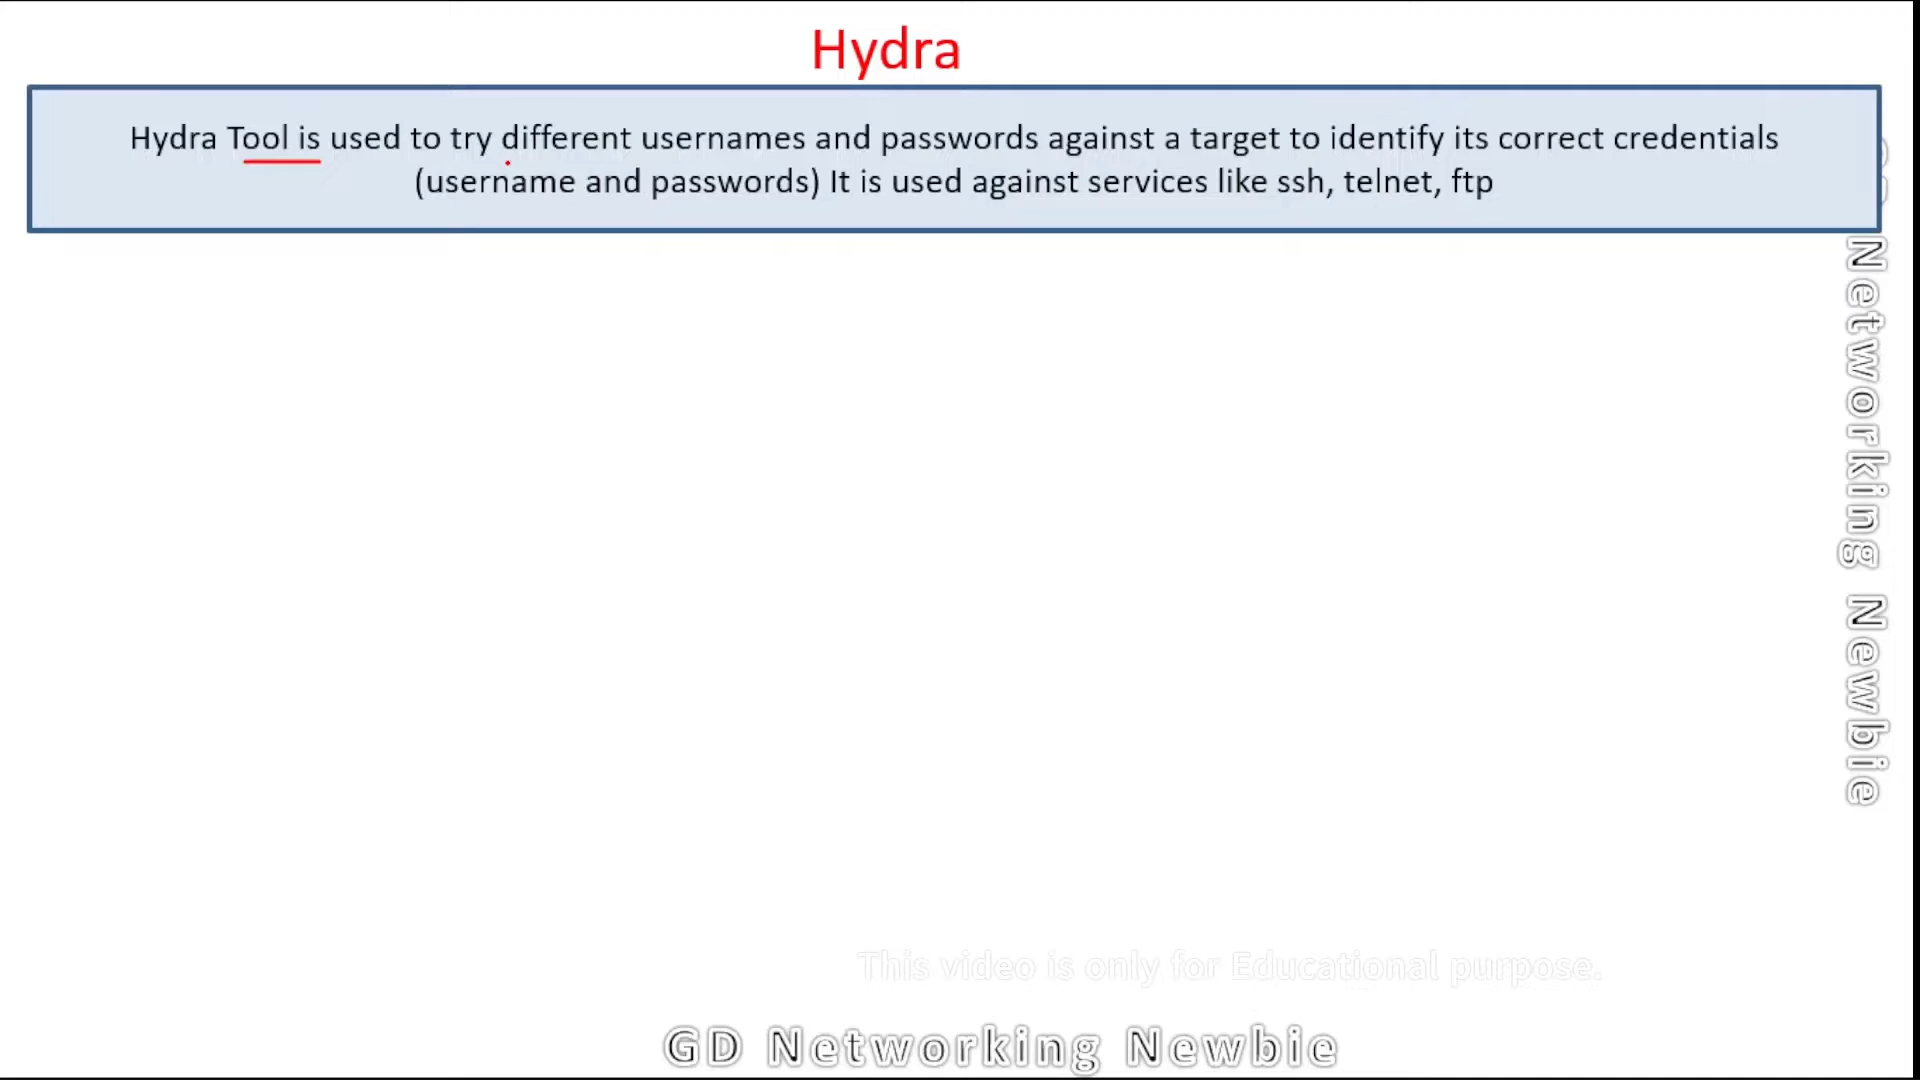 Hydra
Hydra Tool is used to try different usernames and passwords against a target to identify its correct credentials
(username and passwords) It is used against services like ssh, telnet, ftp
Networking Newbie
This video is only for Educational purpose.
GD Networking Newbie